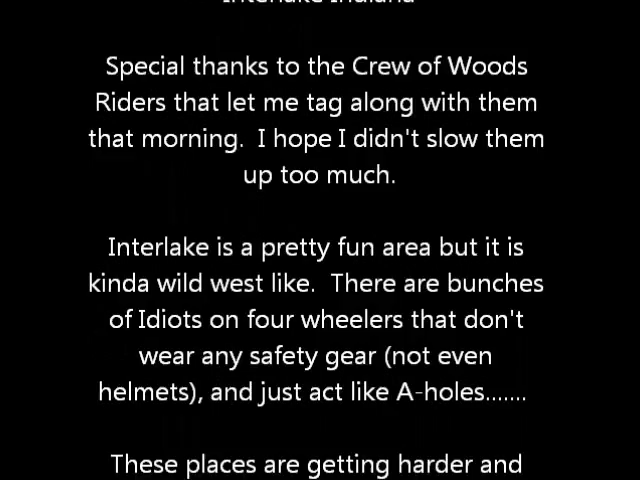 Interlake Indiana
Special thanks to the Crew of Woods
Riders that let me tag along with them
that morning.  I hope I didn't slow them
up too much.
Interlake is a pretty fun area but it is
kinda wild west like.  There are bunches
of Idiots on four wheelers that don't
wear any safety gear (not even
helmets), and just act like A-holes.......
These places are getting harder and